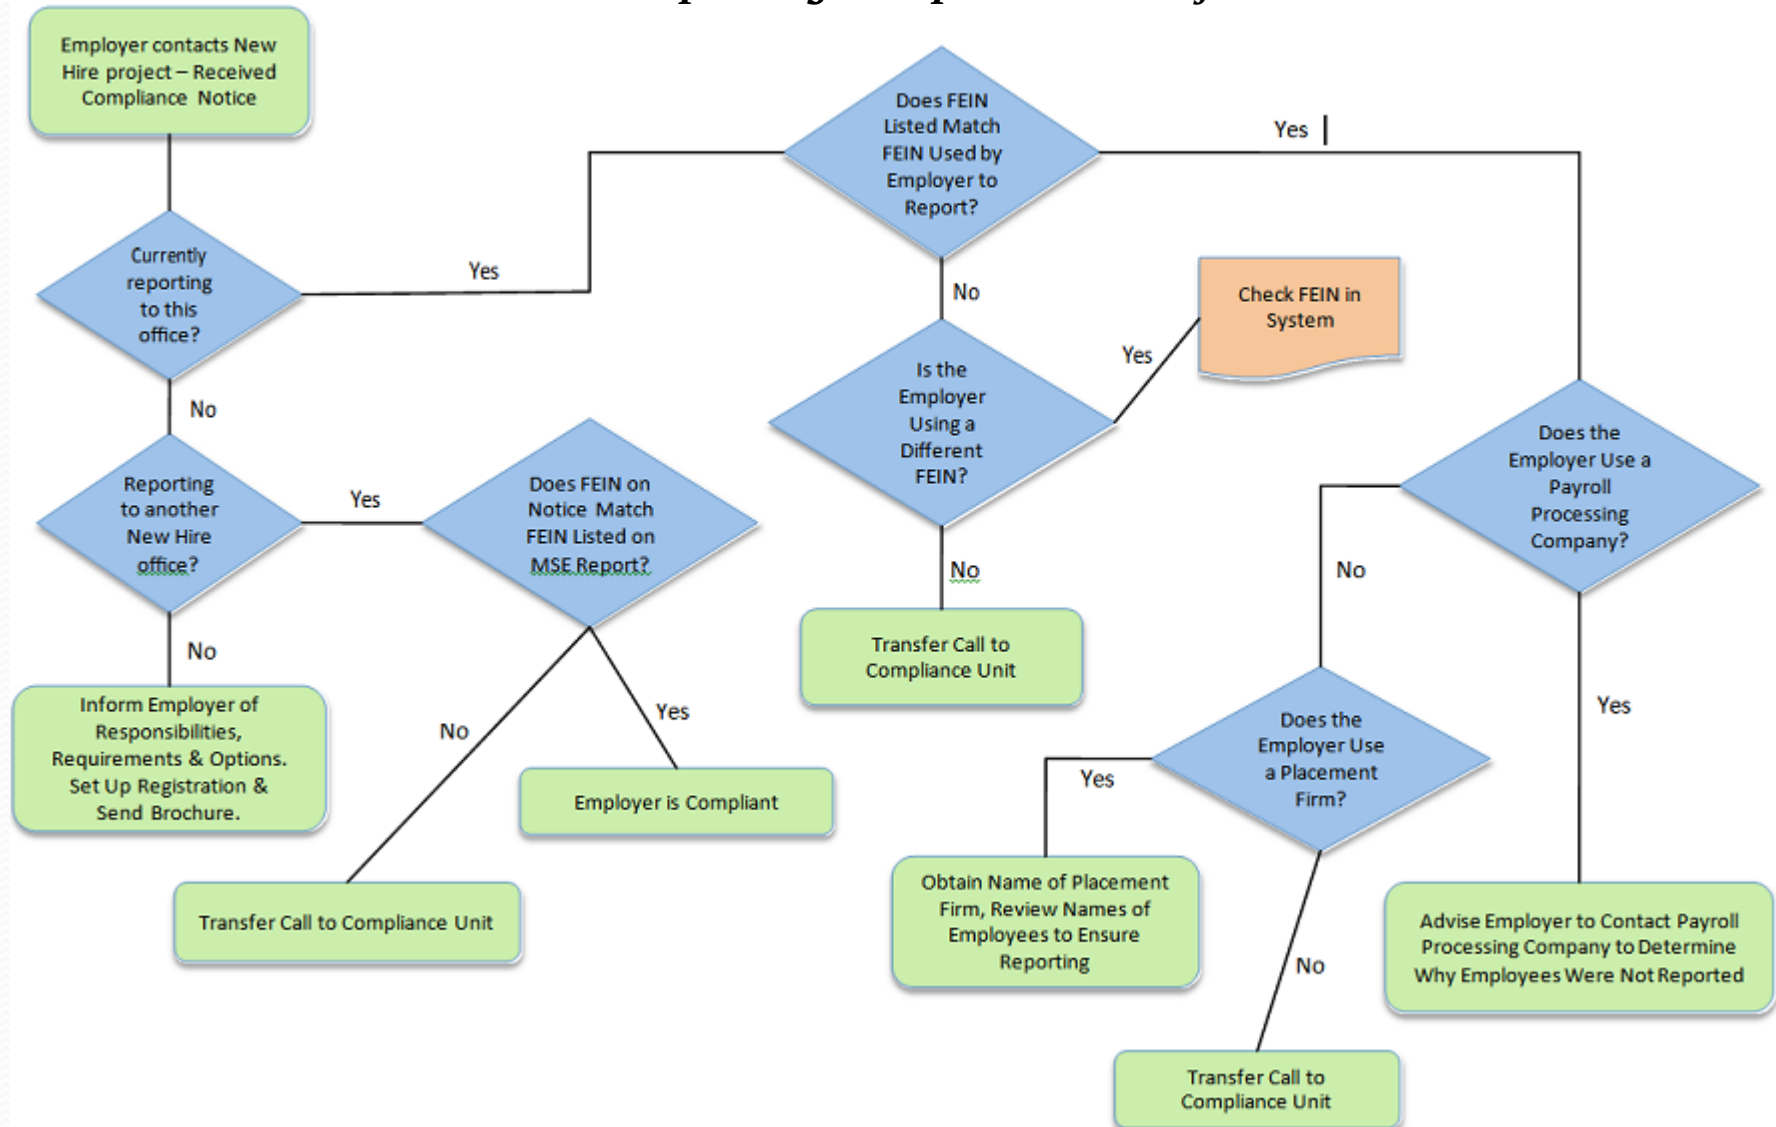 Employer contacts New
Hire project – Received
Compliance Notice
Currently
reporting
to this
office?
Yes
No
Reporting
to another
New Hire
office?
Yes
No
Inform Employer of
Responsibilities,
Requirements & Options.
Set Up Registration &
Send Brochure.
Does FEIN on
Notice Match
FEIN Listed on
MSE Report?
No
Yes
Transfer Call to Compliance Unit
Employer is Compliant
Does FEIN
Listed Match
FEIN Used by
Employer to
Report?
Yes
No
Is the
Employer
Using a
Different
FEIN?
Yes
Check FEIN in
System
No
Transfer Call to
Compliance Unit
Does the
Employer Use a
Payroll
Processing
Company?
No
Yes
Does the
Employer Use
a Placement
Firm?
Yes
No
Obtain Name of Placement
Firm, Review Names of
Employees to Ensure
Reporting
Transfer Call to
Compliance Unit
Advise Employer to Contact Payroll
Processing Company to Determine
Why Employees Were Not Reported